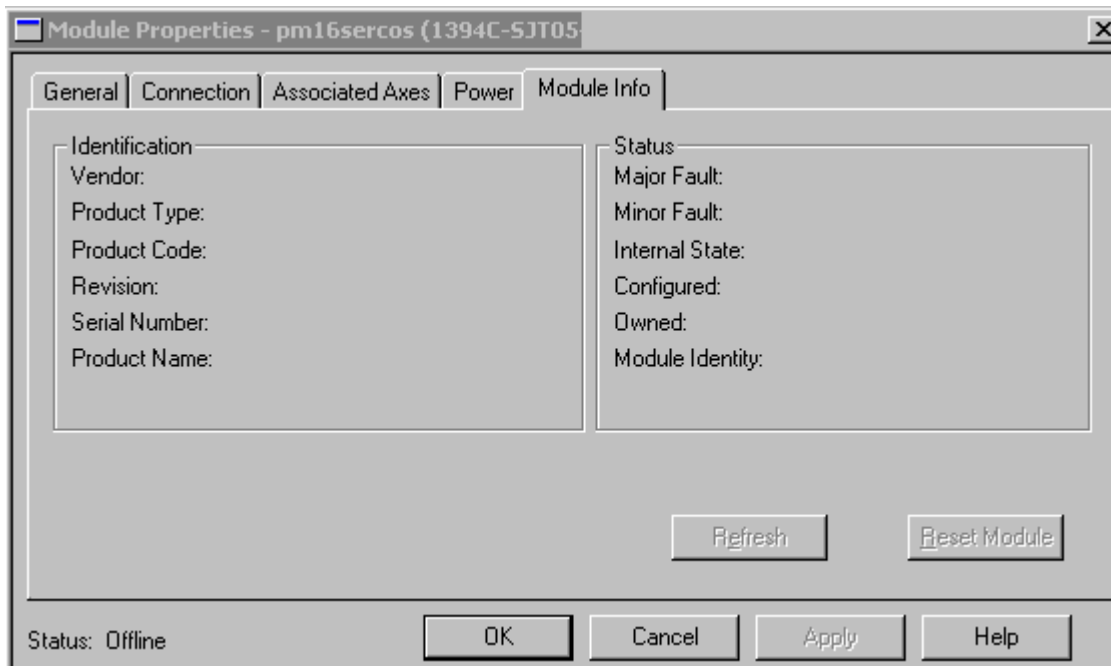 Module Properties - pm16sercos (1394C-SJT05-
General Connection Associated Axes Power Module Info
Identification
Vendor:
Product Type:
Product Code:
Revision:
Serial Number:
Product Name:
Status
Major Fault:
Minor Fault:
Internal State:
Configured:
Owned:
Module Identity:
Refresh Reset Module
Status: Offline OK Cancel Apply Help